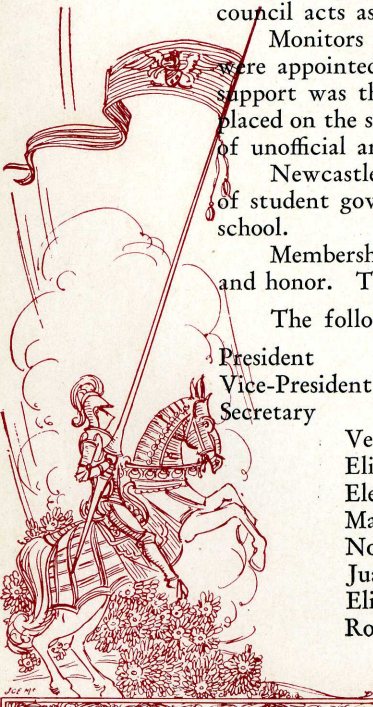 council acts as
Monitors
were appointed
support was th
placed on the s
of unofficial an
Newcastle
of student gov
school.
Membersh
and honor. T
The follo
President
Vice-President
Secretary
Ve
Eli
Ele
Ma
No
Jua
Eli
Ro